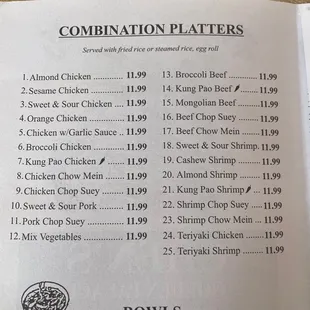 COMBINATION PLATTERS
Served with fried rice or steamed rice, egg roll
1. Almond Chicken ............. 11.99
2. Sesame Chicken ............. 11.99
3. Sweet & Sour Chicken .... 11.99
4. Orange Chicken ............. 11.99
5. Chicken w/Garlic Sauce .. 11.99
6. Broccoli Chicken ............ 11.99
7. Kung Pao Chicken ........ 11.99
8. Chicken Chow Mein ...... 11.99
9. Chicken Chop Suey ........ 11.99
10. Sweet & Sour Pork ........ 11.99
11. Pork Chop Suey ............. 11.99
12. Mix Vegetables ............... 11.99
13. Broccoli Beef ............ 11.99
14. Kung Pao Beef ...... 11.99
15. Mongolian Beef ........ 11.99
16. Beef Chop Suey ........ 11.99
17. Beef Chow Mein ...... 11.99
18. Sweet & Sour Shrimp. 11.99
19. Cashew Shrimp ......... 11.99
20. Almond Shrimp ........ 11.99
21. Kung Pao Shrimp ... 11.99
22. Shrimp Chop Suey ..... 11.99
23. Shrimp Chow Mein ... 11.99
24. Teriyaki Chicken ....... 11.99
25. Teriyaki Shrimp ........ 11.99
BOWLS